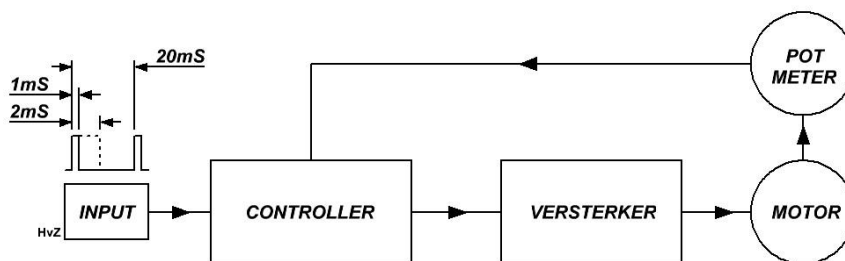 20mS
1mS
2mS
INPUT
HvZ
CONTROLLER
VERSTERKER
MOTOR
POT
METER